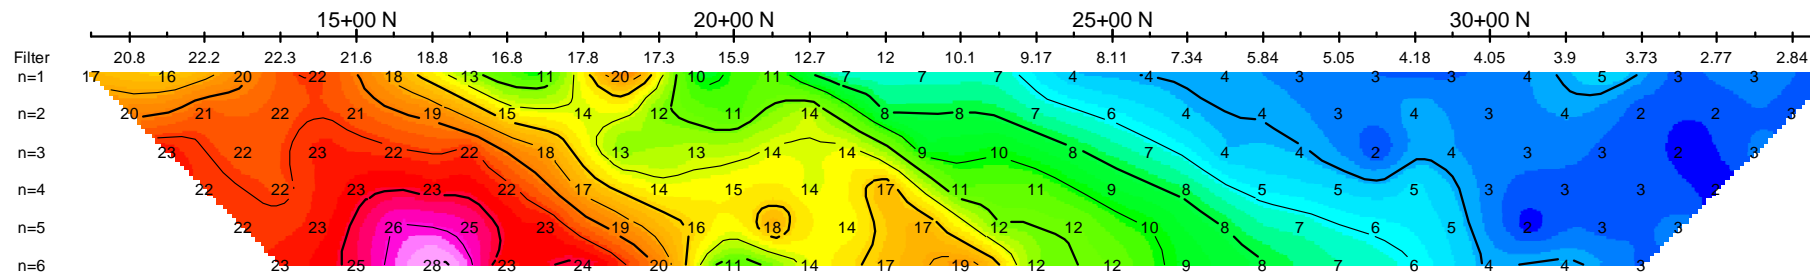 15+00 N 20+00 N 25+00 N 30+00 N
Filter 20.8 22.2 22.3 21.6 18.8 16.8 17.8 17.3 15.9 12.7 12 10.1 9.17 8.11 7.34 5.84 5.05 4.18 4.05 3.9 3.73 2.77 2.84
n=1 17 16 20 22 18 13 11 20 10 11 7 7 7 4 4 4 3 3 3 4 5 3 3
n=2 20 21 22 21 19 15 14 12 11 14 8 8 7 6 4 4 3 4 3 4 2 2 3
n=3 23 22 23 22 22 18 13 13 14 14 9 10 8 7 4 4 2 4 3 3 2 3
n=4 22 22 23 23 22 17 14 15 14 17 11 11 9 8 5 5 5 3 3 3 2
n=5 22 23 26 25 23 19 16 18 14 17 12 12 10 8 7 6 5 2 3 3
n=6 23 25 28 23 24 20 11 14 17 19 12 12 9 8 7 6 4 4 3